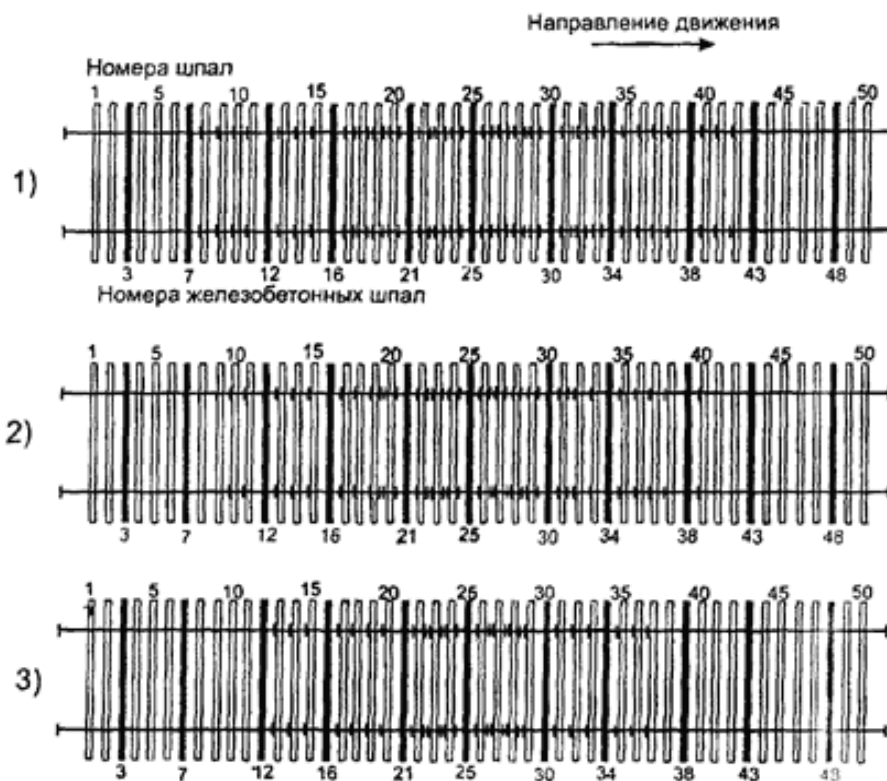 Направление движения
Номера шпал
1 5 10 15 20 25 30 35 40 45 50
1)
3 7 12 16 21 25 30 34 38 43 48
Номера железобетонных шпал
1 5 10 15 20 25 30 35 40 45 50
2)
3 7 12 16 21 25 30 34 38 43 48
1 5 10 15 20 25 30 35 40 45 50
3)
3 7 12 16 21 25 30 34 38 43 43